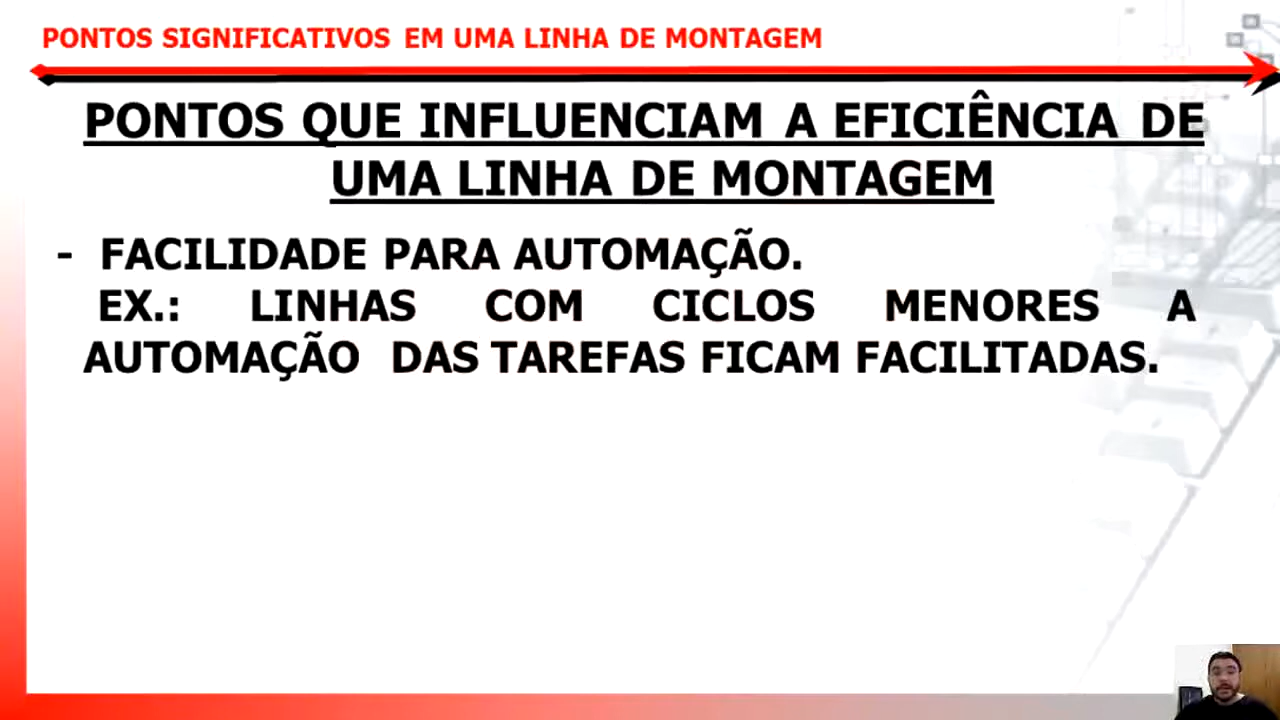 PONTOS SIGNIFICATIVOS EM UMA LINHA DE MONTAGEM
PONTOS QUE INFLUENCIAM A EFICIÊNCIA DE
UMA LINHA DE MONTAGEM
- FACILIDADE PARA AUTOMAÇÃO.
EX.: LINHAS COM CICLOS MENORES A
AUTOMAÇÃO DAS TAREFAS FICAM FACILITADAS.